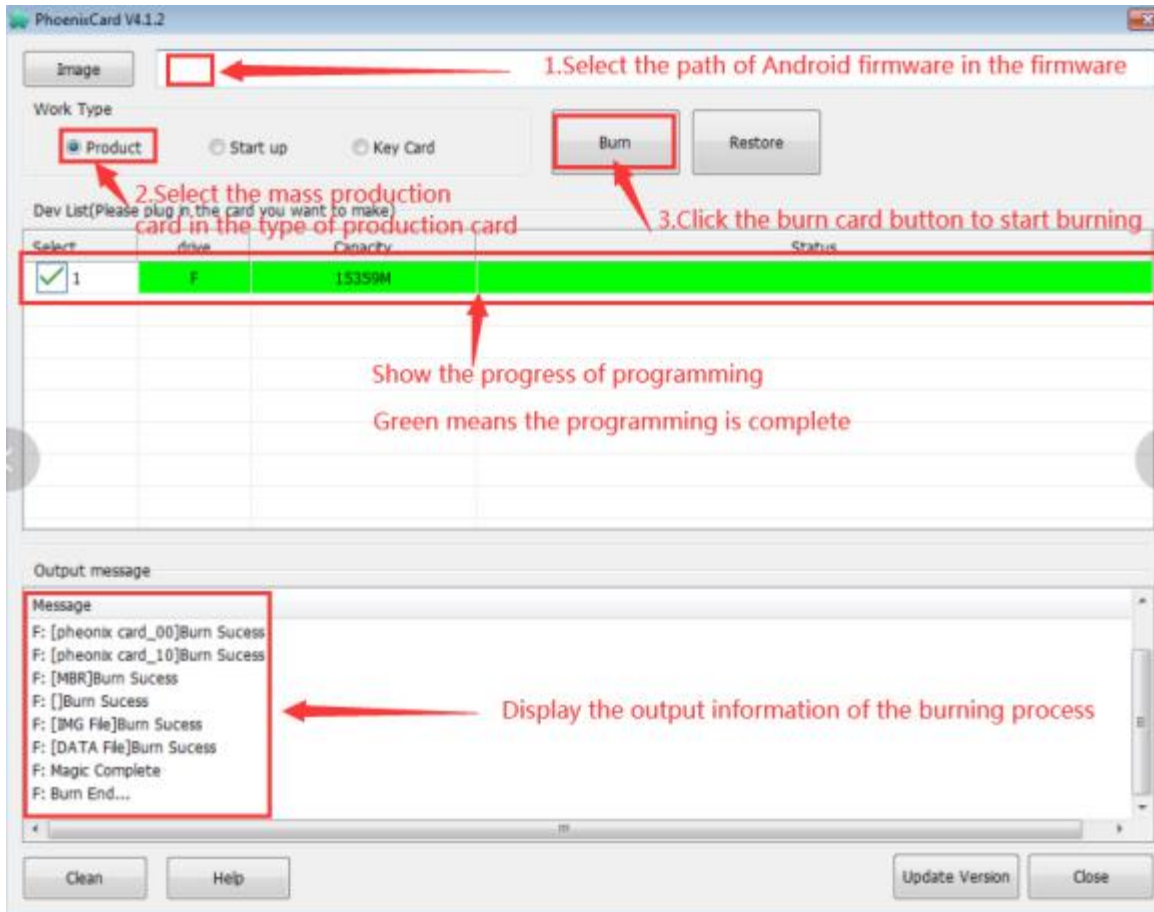 PhoenixCard V4.1.2
Image
1.Select the path of Android firmware in the firmware
Work Type
Product
Start up
Key Card
Burn
Restore
2.Select the mass production
card in the type of production card
3.Click the burn card button to start burning
Dev List(Please plug in the card you want to make)
Select drive Capacity Status
1 F 15359M
Show the progress of programming
Green means the programming is complete
Output message
Message
F: [pheonix card_00]Burn Sucess
F: [pheonix card_10]Burn Sucess
F: [MBR]Burn Sucess
F: []Burn Sucess
F: [IMG File]Burn Sucess
F: [DATA File]Burn Sucess
F: Magic Complete
F: Burn End...
Display the output information of the burning process
Clean
Help
Update Version
Close